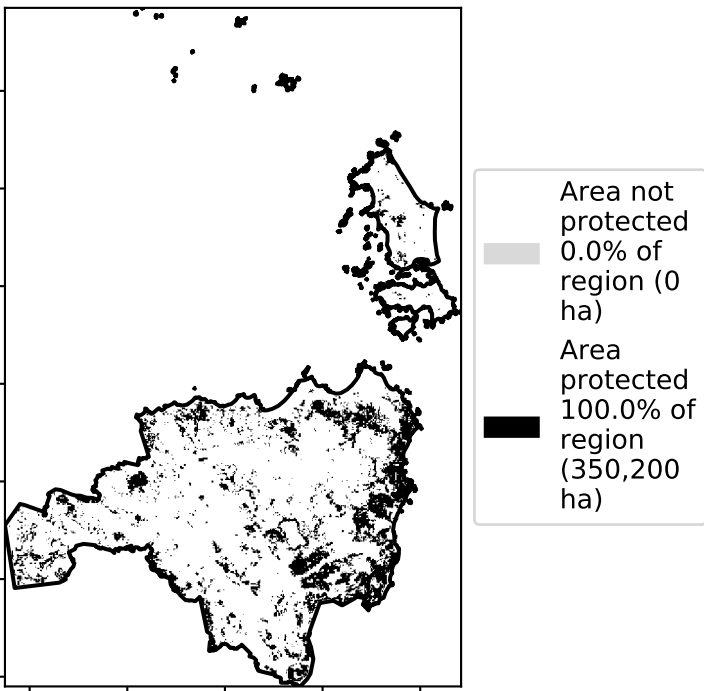 Area not
protected
0.0% of
region (0
ha)
Area
protected
100.0% of
region
(350,200
ha)